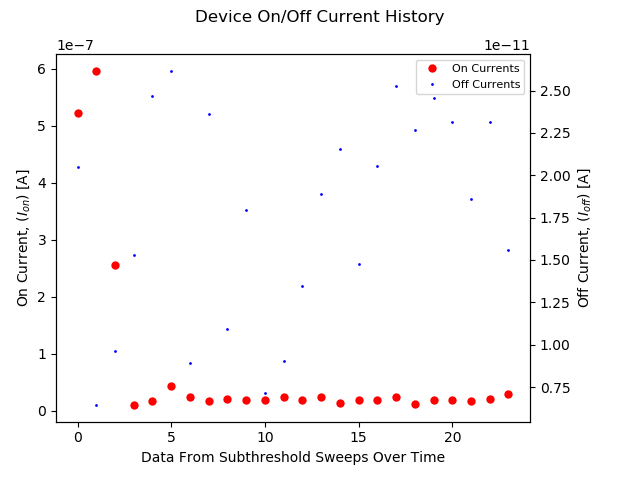 Device On/Off Current History
1e−7
1e−11
On Currents
Off Currents
6
5
4
3
2
1
0
On Current, ⟨I_on⟩ [A]
2.50
2.25
2.00
1.75
1.50
1.25
1.00
0.75
Off Current, ⟨I_off⟩ [A]
0 5 10 15 20
Data From Subthreshold Sweeps Over Time